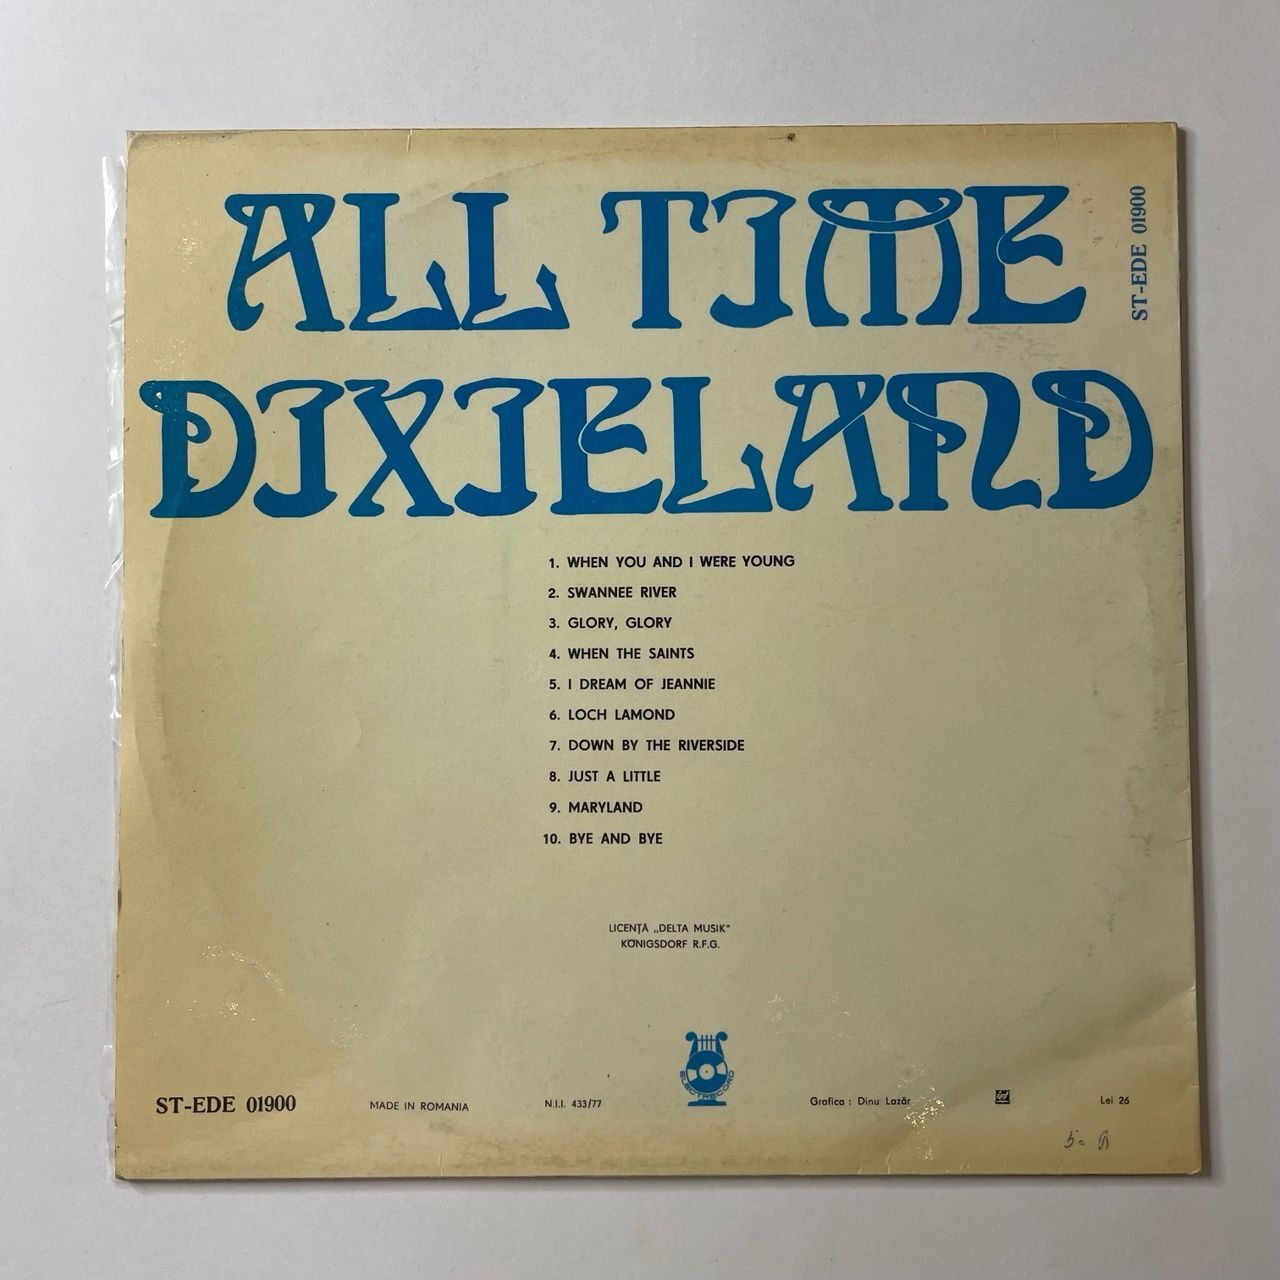 ALL TIME
ST-EDE 01900
DIXIELAND
1. WHEN YOU AND I WERE YOUNG
2. SWANNEE RIVER
3. GLORY, GLORY
4. WHEN THE SAINTS
5. I DREAM OF JEANNIE
6. LOCH LAMOND
7. DOWN BY THE RIVERSIDE
8. JUST A LITTLE
9. MARYLAND
10. BYE AND BYE
LICENȚĂ „DELTA MUSIK“
KÖNIGSDORF R.F.G.
ELECTRECORD
ST-EDE 01900
MADE IN ROMANIA
N.I.I. 433/77
Grafica : Dinu Lazăr
Lei 26